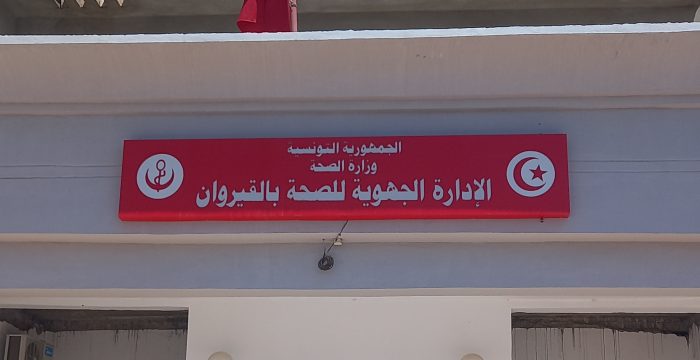 الجمهورية التونسية
وزارة الصحة
الإدارة الجهوية للصحة بالقيروان